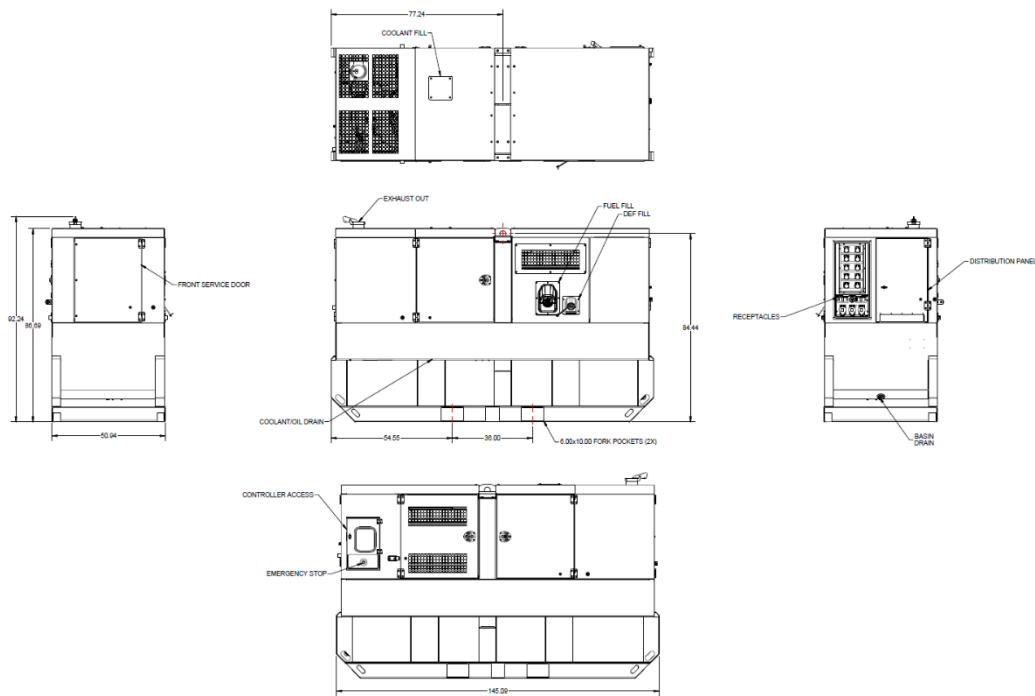 77.24
COOLANT FILL
EXHAUST OUT
FUEL FILL
DEF FILL
FRONT SERVICE DOOR
DISTRIBUTION PANEL
RECEPTACLES
92.24
86.69
84.44
COOLANT/OIL DRAIN
50.94
54.55
36.00
6.00x10.00 FORK POCKETS (2X)
BASIN
DRAIN
CONTROLLER ACCESS
EMERGENCY STOP
145.09